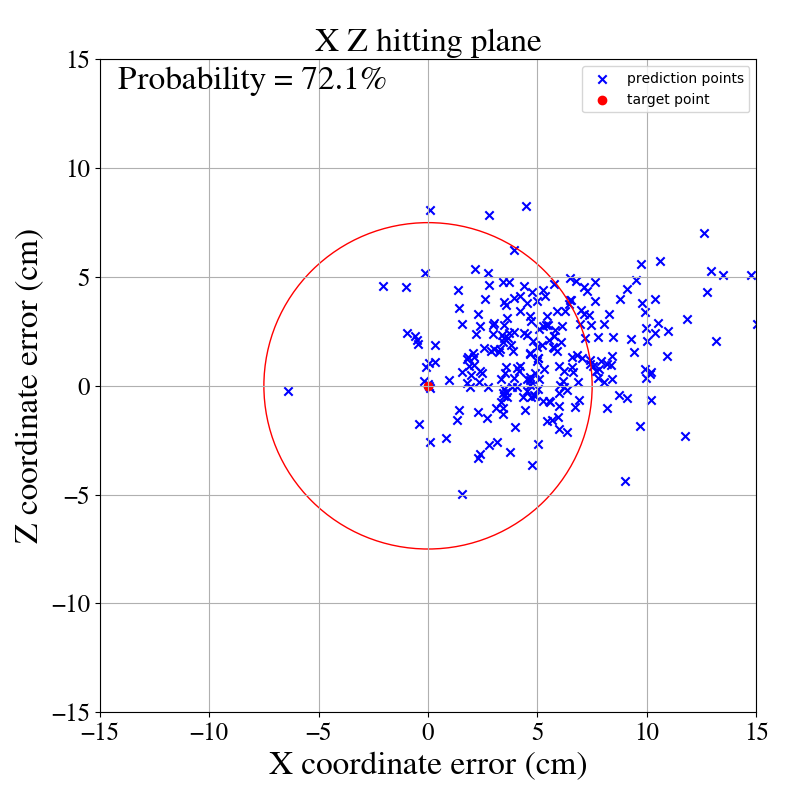 X Z hitting plane
Probability = 72.1%
prediction points
target point
15
10
5
0
−5
−10
−15
Z coordinate error (cm)
−15
−10
−5
0
5
10
15
X coordinate error (cm)